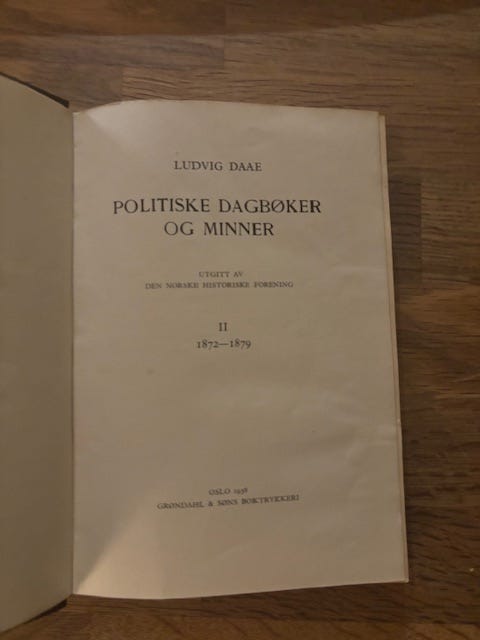 LUDVIG DAAE
POLITISKE DAGBØKER
OG MINNER
UTGITT AV
DEN NORSKE HISTORISKE FORENING
II
1872—1879
OSLO 1938
GRØNDAHL & SØNS BOKTRYKKERI